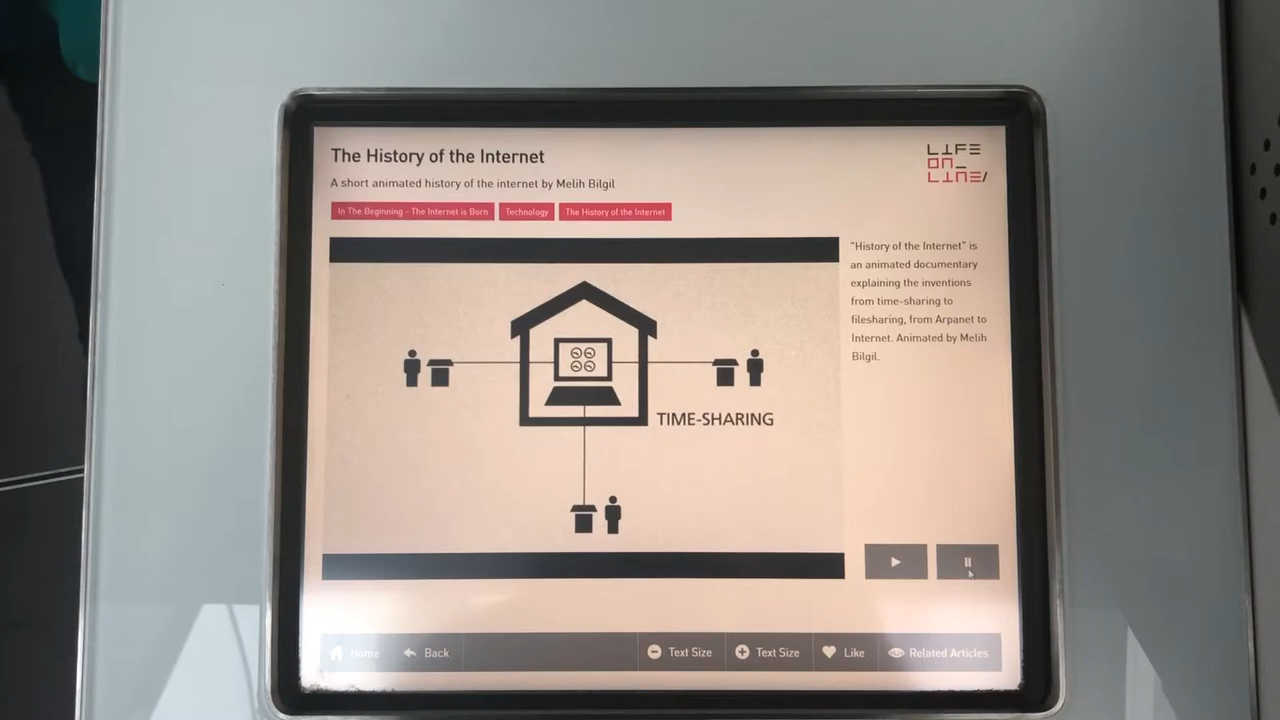 The History of the Internet
A short animated history of the internet by Melih Bilgil
In The Beginning - The Internet is Born
Technology
The History of the Internet
LIFE
ON_
LINE/
TIME-SHARING
"History of the Internet" is
an animated documentary
explaining the inventions
from time-sharing to
filesharing, from Arpanet to
Internet. Animated by Melih
Bilgil.
Home
Back
Text Size
Text Size
Like
Related Articles